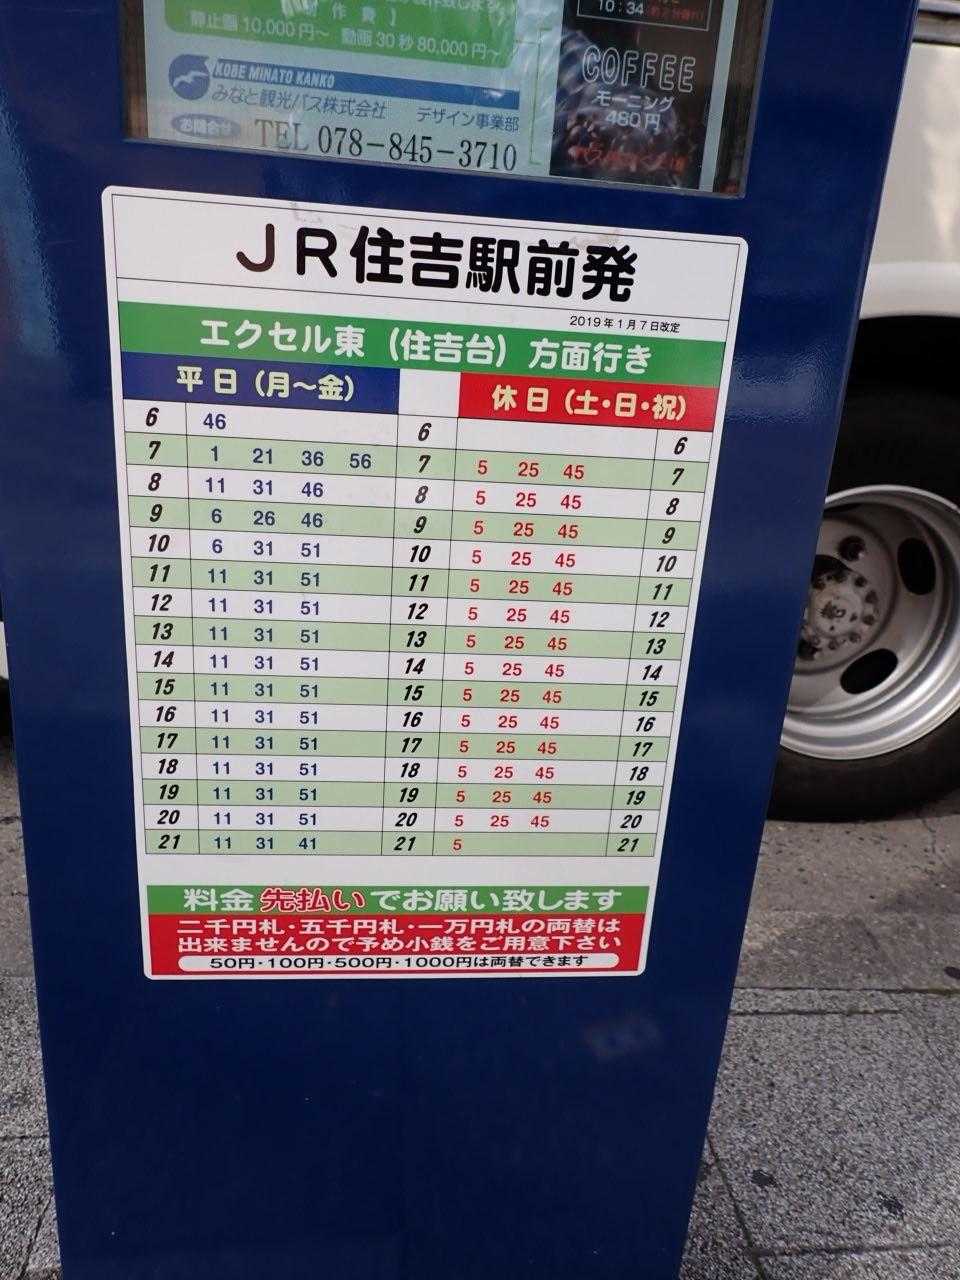 静止画 10,000円～ 動画30秒 80,000円～
KOBE MINATO KANKO
みなと観光バス株式会社 デザイン事業部
お問合せ TEL 078-845-3710
10:34
COFFEE
モーニング
480円
JR住吉駅前発
2019年1月7日改定
エクセル東（住吉台）方面行き
平日（月～金） 休日（土・日・祝）
6 46 6 6
7 1 21 36 56 7 5 25 45 7
8 11 31 46 8 5 25 45 8
9 6 26 46 9 5 25 45 9
10 6 31 51 10 5 25 45 10
11 11 31 51 11 5 25 45 11
12 11 31 51 12 5 25 45 12
13 11 31 51 13 5 25 45 13
14 11 31 51 14 5 25 45 14
15 11 31 51 15 5 25 45 15
16 11 31 51 16 5 25 45 16
17 11 31 51 17 5 25 45 17
18 11 31 51 18 5 25 45 18
19 11 31 51 19 5 25 45 19
20 11 31 51 20 5 25 45 20
21 11 31 41 21 5 21
料金先払いでお願い致します
二千円札・五千円札・一万円札の両替は
出来ませんので予め小銭をご用意下さい
50円・100円・500円・1000円は両替できます